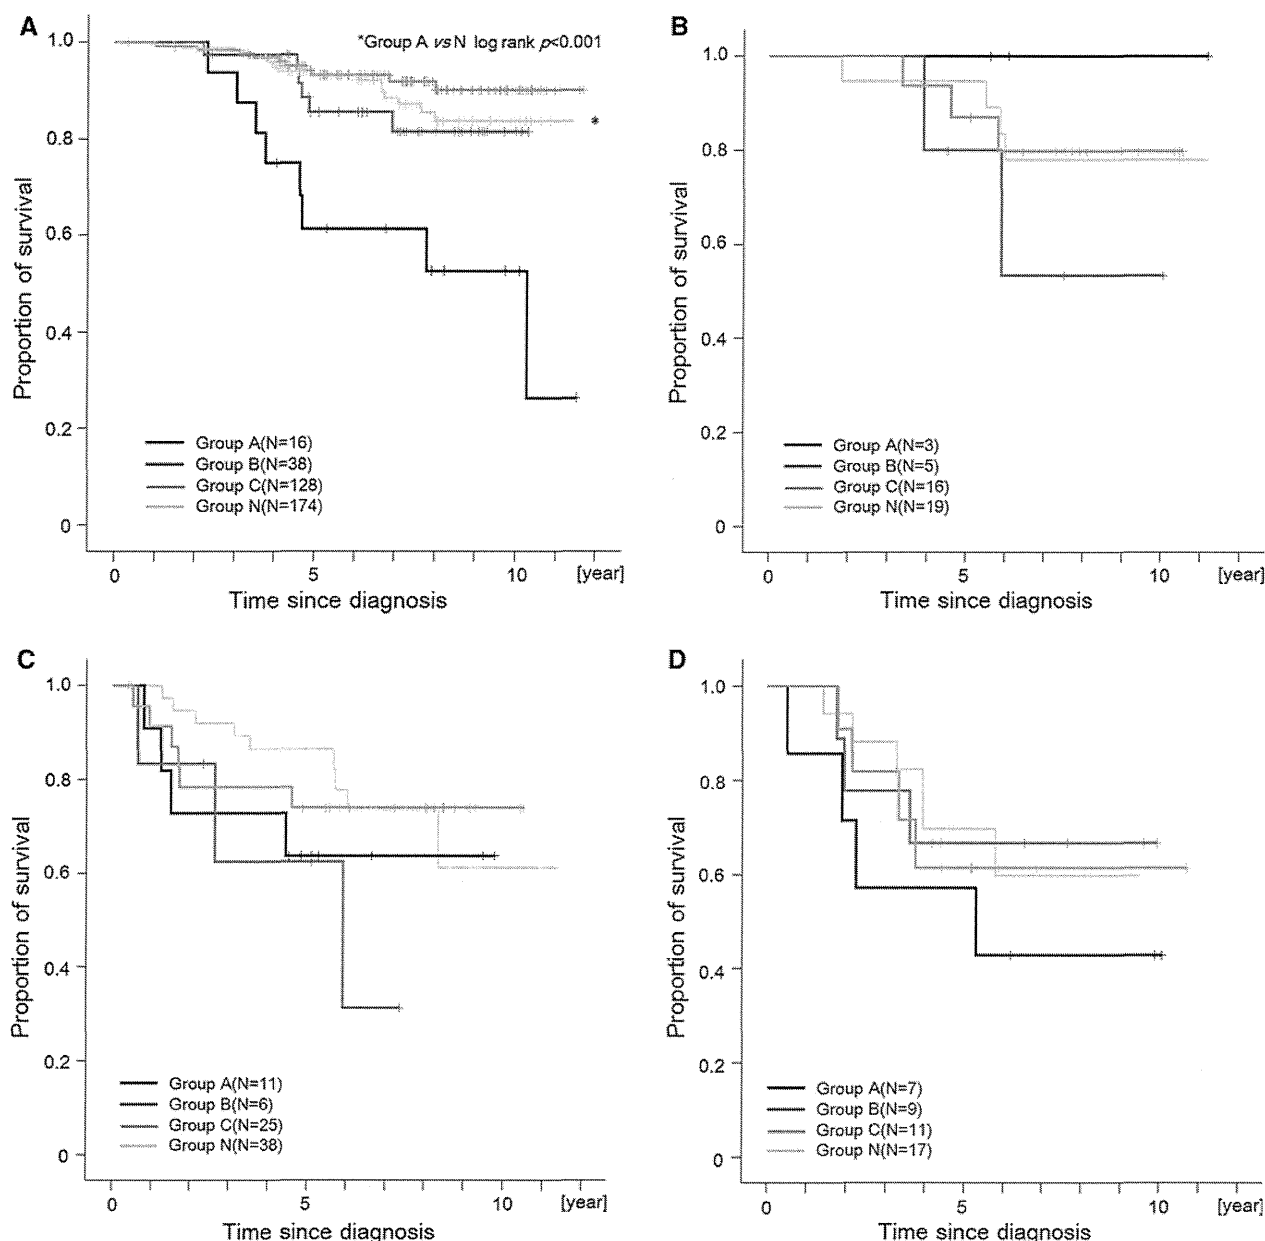 A
*Group A vs N log rank p<0.001
Proportion of survival
1.0
0.8
0.6
0.4
0.2
0
Group A(N=16)
Group B(N=38)
Group C(N=128)
Group N(N=174)
*
0 5 10 [year]
Time since diagnosis
B
Proportion of survival
1.0
0.8
0.6
0.4
0.2
0
Group A(N=3)
Group B(N=5)
Group C(N=16)
Group N(N=19)
0 5 10 [year]
Time since diagnosis
C
Proportion of survival
1.0
0.8
0.6
0.4
0.2
0
Group A(N=11)
Group B(N=6)
Group C(N=25)
Group N(N=38)
0 5 10 [year]
Time since diagnosis
D
Proportion of survival
1.0
0.8
0.6
0.4
0.2
0
Group A(N=7)
Group B(N=9)
Group C(N=11)
Group N(N=17)
0 5 10 [year]
Time since diagnosis